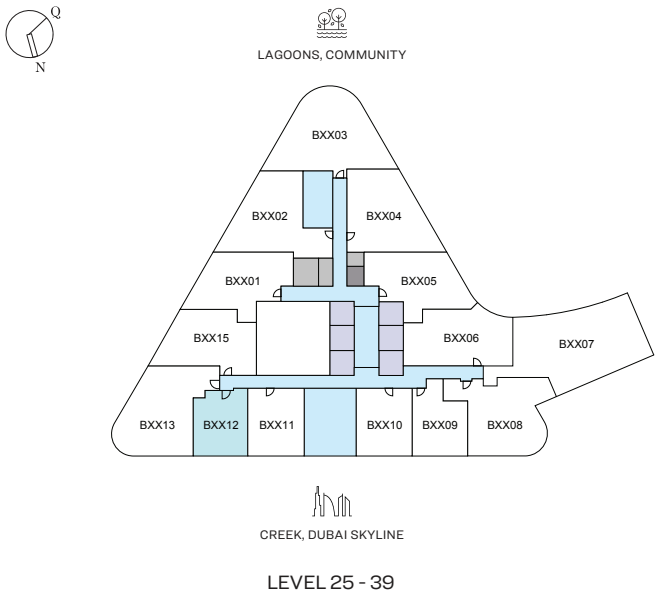 Q
N
LAGOONS, COMMUNITY
BXX03
BXX02
BXX04
BXX01
BXX05
BXX15
BXX06
BXX07
BXX13
BXX12
BXX11
BXX10
BXX09
BXX08
CREEK, DUBAI SKYLINE
LEVEL 25 - 39